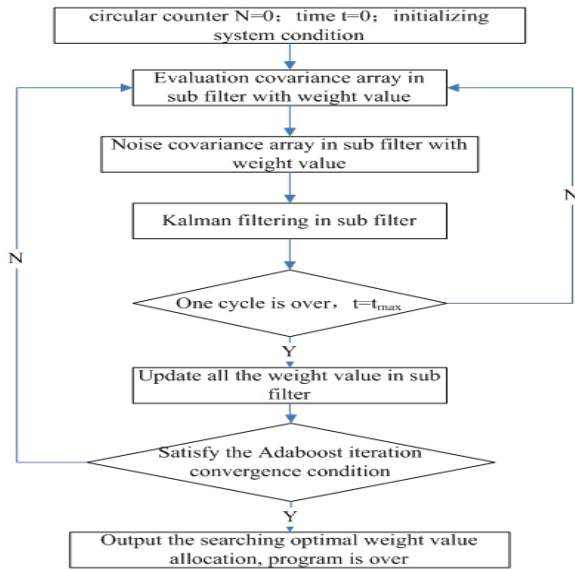 circular counter N=0；time t=0；initializing
system condition
Evaluation covariance array in
sub filter with weight value
Noise covariance array in sub filter with
weight value
Kalman filtering in sub filter
N
N
One cycle is over，t=tmax
Y
Update all the weight value in sub
filter
Satisfy the Adaboost iteration
convergence condition
Y
Output the searching optimal weight value
allocation, program is over